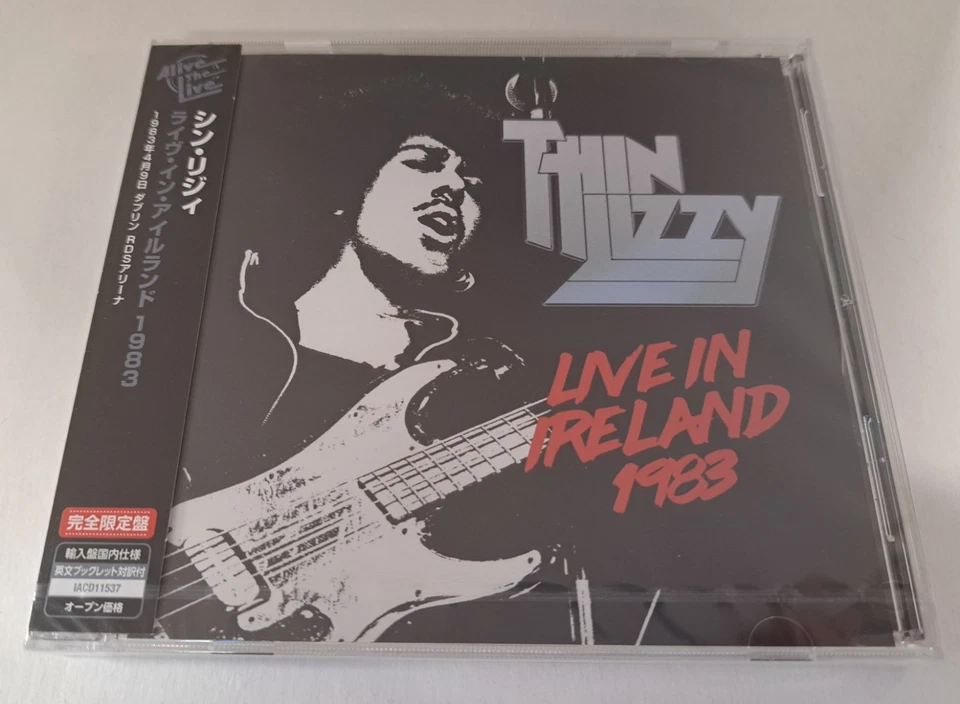 Alive
The
Live
シン・リジィ
ライヴ・イン・アイルランド 1983
1983年4月9日 ダブリン RDSアリーナ
完全限定盤
輸入盤国内仕様
英文ブックレット対訳付
IACD11537
オープン価格
THIN
LIZZY
LIVE IN
IRELAND
1983